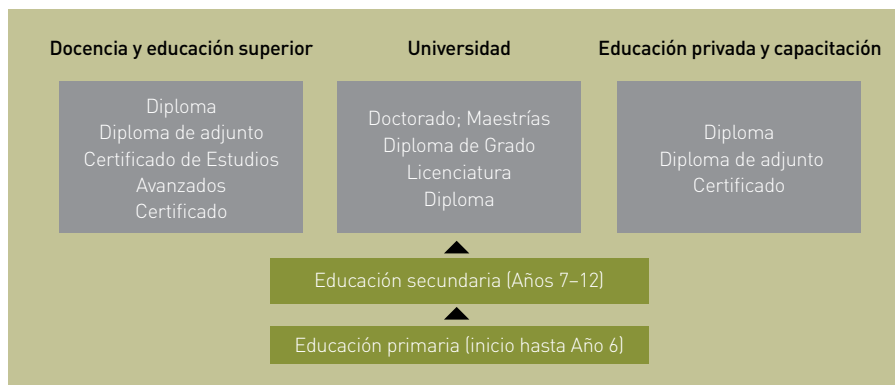 Docencia y educación superior
Diploma
Diploma de adjunto
Certificado de Estudios
Avanzados
Certificado
Universidad
Doctorado; Maestrías
Diploma de Grado
Licenciatura
Diploma
Educación privada y capacitación
Diploma
Diploma de adjunto
Certificado
Educación secundaria (Años 7–12)
Educación primaria (inicio hasta Año 6)